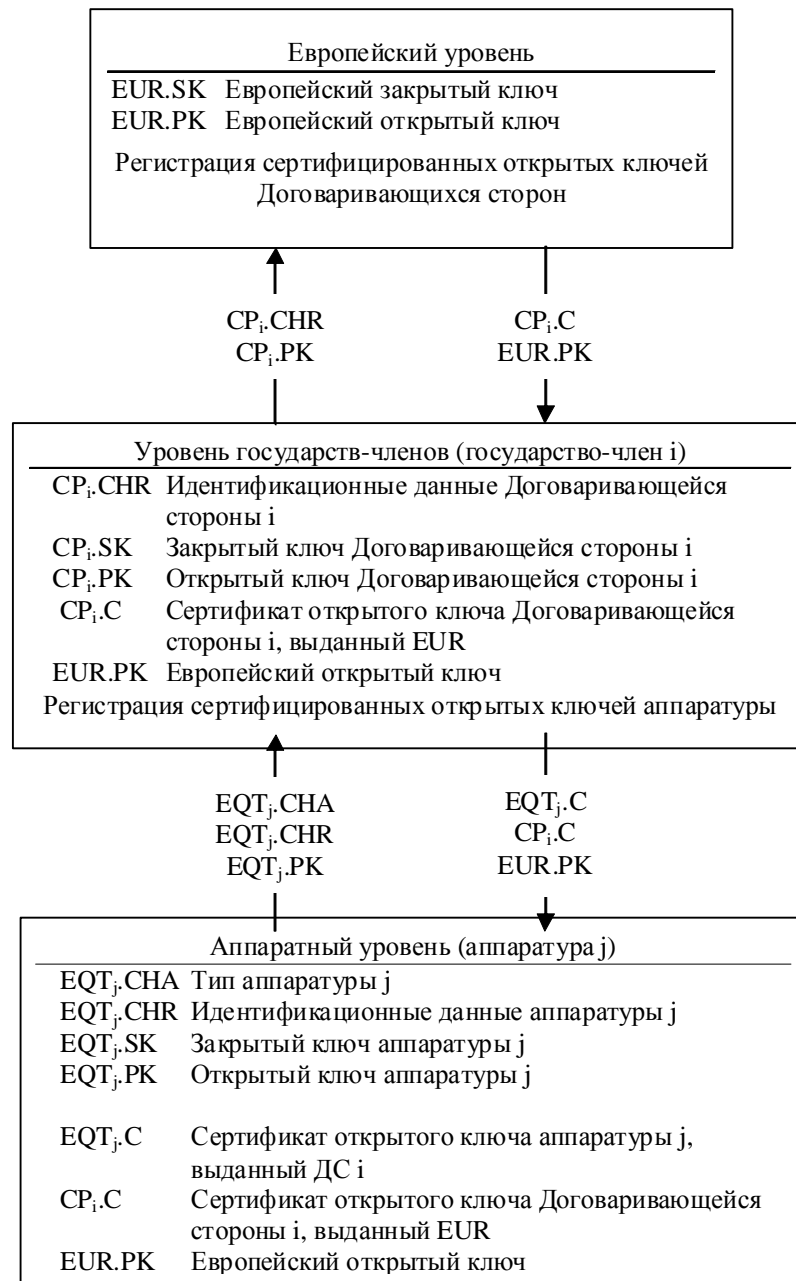 Европейский уровень
EUR.SK Европейский закрытый ключ
EUR.PK Европейский открытый ключ
Регистрация сертифицированных открытых ключей
Договаривающихся сторон
CPi.CHR CPi.C
CPi.PK EUR.PK
Уровень государств-членов (государство-член i)
CPi.CHR Идентификационные данные Договаривающейся
стороны i
CPi.SK Закрытый ключ Договаривающейся стороны i
CPi.PK Открытый ключ Договаривающейся стороны i
CPi.C Сертификат открытого ключа Договаривающейся
стороны i, выданный EUR
EUR.PK Европейский открытый ключ
Регистрация сертифицированных открытых ключей аппаратуры
EQTj.CHA EQTj.C
EQTj.CHR CPi.C
EQTj.PK EUR.PK
Аппаратный уровень (аппаратура j)
EQTj.CHA Тип аппаратуры j
EQTj.CHR Идентификационные данные аппаратуры j
EQTj.SK Закрытый ключ аппаратуры j
EQTj.PK Открытый ключ аппаратуры j
EQTj.C Сертификат открытого ключа аппаратуры j,
выданный ДС i
CPi.C Сертификат открытого ключа Договаривающейся
стороны i, выданный EUR
EUR.PK Европейский открытый ключ